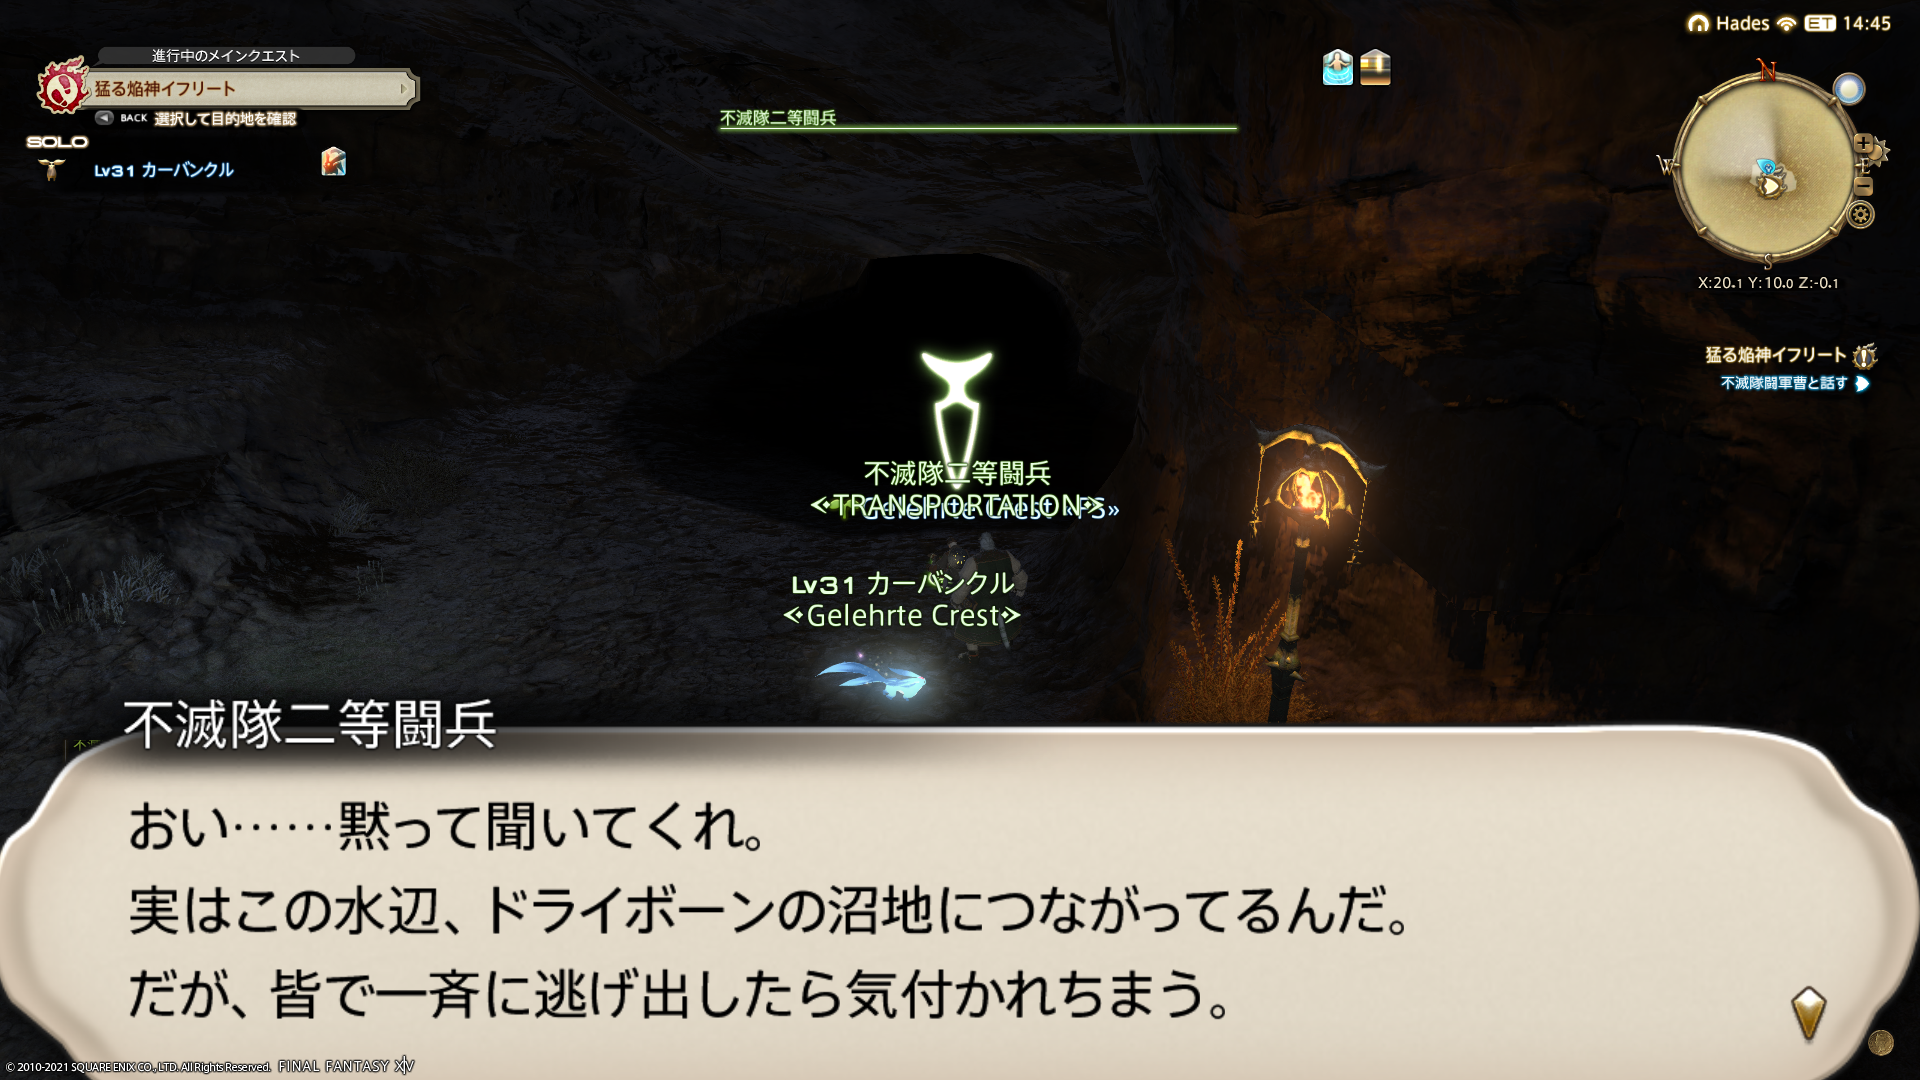 進行中のメインクエスト
猛る焔神イフリート
BACK 選択して目的地を確認
SOLO
Lv31 カーバンクル
不滅隊二等闘兵
Hades ET 14:45
N
W
E
S
X:20.1 Y:10.0 Z:-0.1
猛る焔神イフリート
不滅隊闘軍曹と話す
不滅隊二等闘兵
<TRANSPORTATION>
Gelehrte Crest «FS»
Lv31 カーバンクル
<Gelehrte Crest>
不滅隊二等闘兵
おい……黙って聞いてくれ。
実はこの水辺、ドライボーンの沼地につながってるんだ。
だが、皆で一斉に逃げ出したら気付かれちまう。
© 2010-2021 SQUARE ENIX CO., LTD. All Rights Reserved. FINAL FANTASY XIV